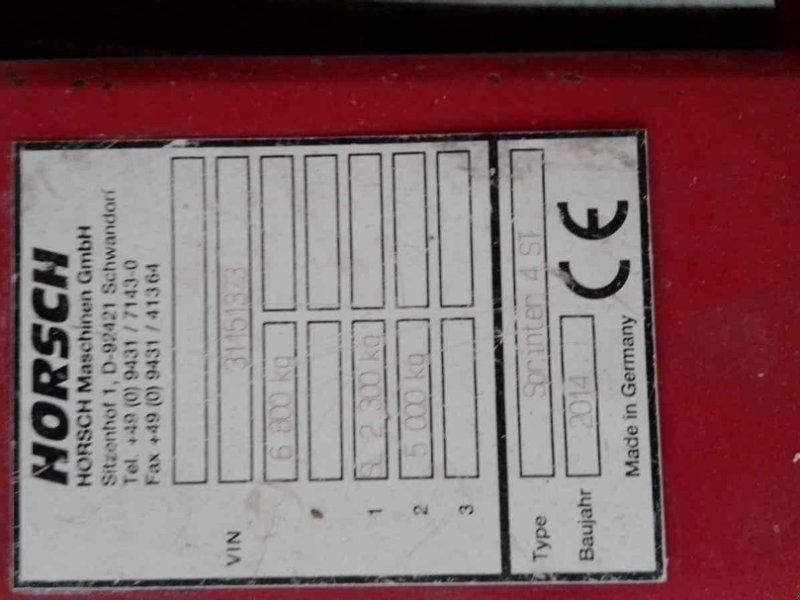 HORSCH
HORSCH Maschinen GmbH
Sitzenhof 1, D-92421 Schwandorf
Tel. +49 (0) 9431 / 7143-0
Fax +49 (0) 9431 / 41364
VIN 31151323
6 800 kg
1 2 300 kg
2 5 000 kg
3
Type Sprinter 4 ST
Baujahr 2014 CE
Made in Germany